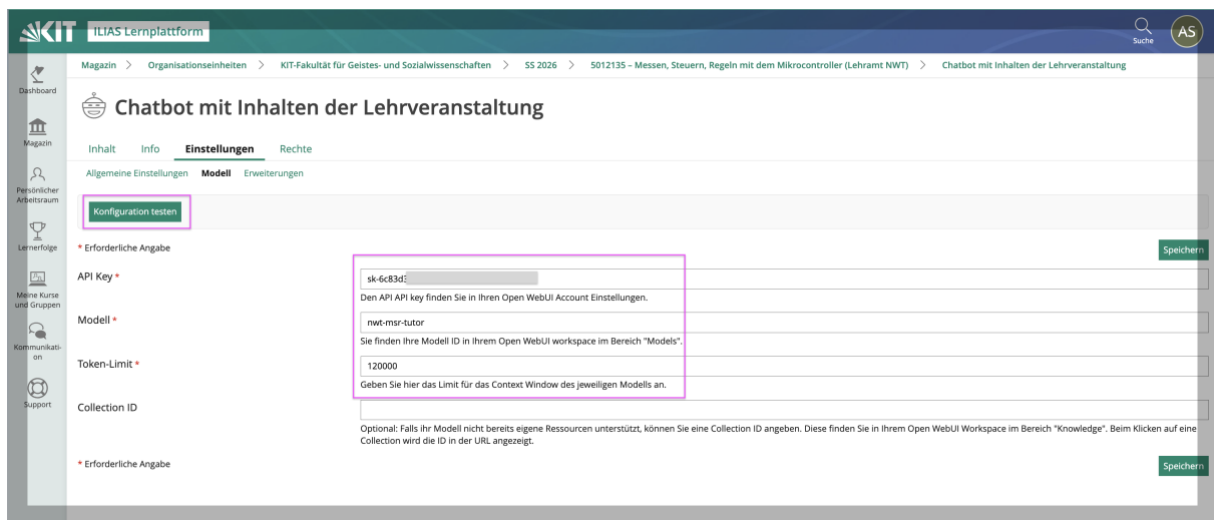 KIT
ILIAS Lernplattform
Suche
AS
Magazin > Organisationseinheiten > KIT-Fakultät für Geistes- und Sozialwissenschaften > SS 2026 > 5012135 – Messen, Steuern, Regeln mit dem Mikrocontroller (Lehramt NWT) > Chatbot mit Inhalten der Lehrveranstaltung
Dashboard
Magazin
Persönlicher
Arbeitsraum
Lernerfolge
Meine Kurse
und Gruppen
Kommunikati-
on
Support
Chatbot mit Inhalten der Lehrveranstaltung
Inhalt Info Einstellungen Rechte
Allgemeine Einstellungen Modell Erweiterungen
Konfiguration testen
* Erforderliche Angabe
Speichern
API Key *
sk-6c83d
Den API API key finden Sie in Ihren Open WebUI Account Einstellungen.
Modell *
nwt-msr-tutor
Sie finden Ihre Modell ID in Ihrem Open WebUI workspace im Bereich "Models".
Token-Limit *
120000
Geben Sie hier das Limit für das Context Window des jeweiligen Modells an.
Collection ID
Optional: Falls ihr Modell nicht bereits eigene Ressourcen unterstützt, können Sie eine Collection ID angeben. Diese finden Sie in Ihrem Open WebUI Workspace im Bereich "Knowledge". Beim Klicken auf eine
Collection wird die ID in der URL angezeigt.
* Erforderliche Angabe
Speichern